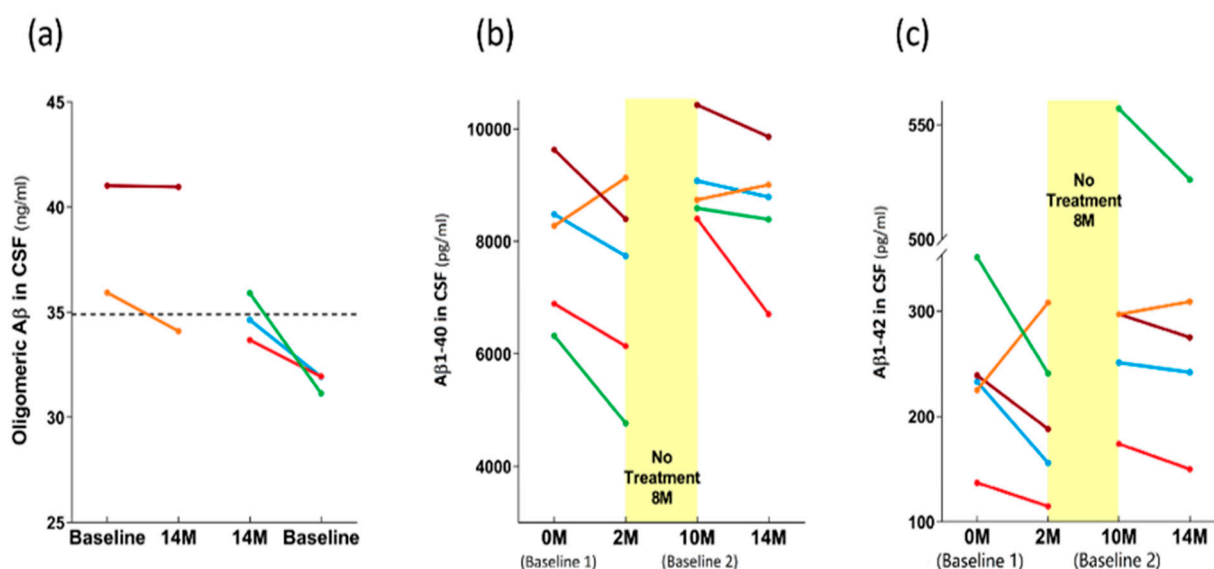 (a)
Oligomeric Aβ in CSF (ng/ml)
45
40
35
30
25
Baseline 14M 14M Baseline
(b)
Aβ1-40 in CSF (pg/ml)
10000
8000
6000
4000
No
Treatment
8M
0M 2M 10M 14M
(Baseline 1) (Baseline 2)
(c)
Aβ1-42 in CSF (pg/ml)
550
500
300
200
100
No
Treatment
8M
0M 2M 10M 14M
(Baseline 1) (Baseline 2)